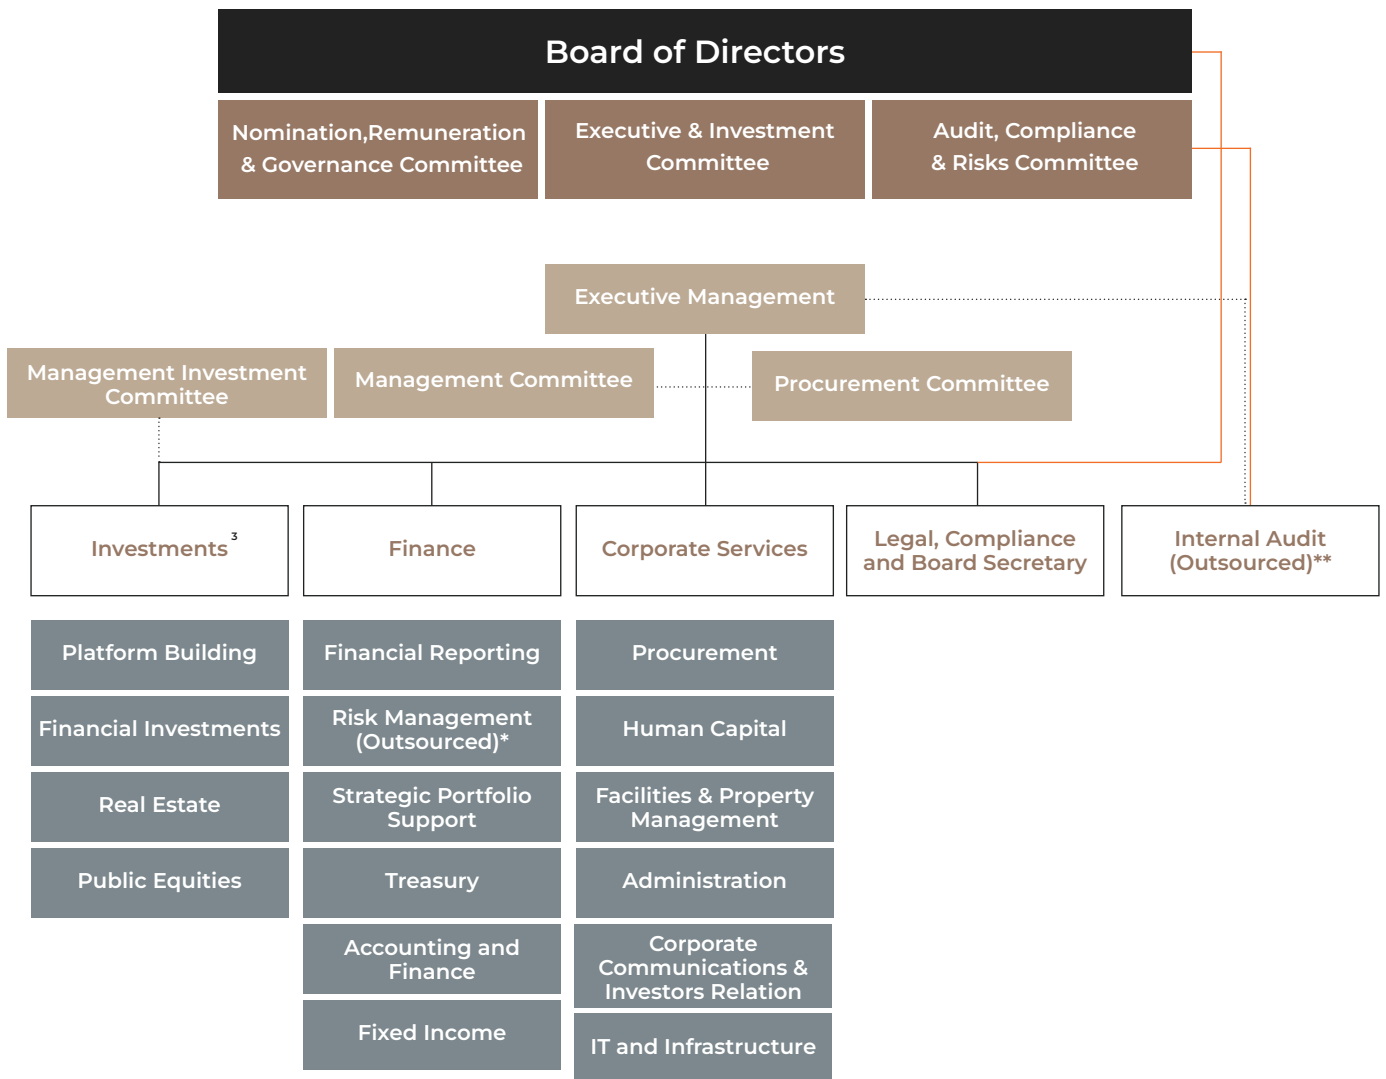 Board of Directors
Nomination,Remuneration
& Governance Committee
Executive & Investment
Committee
Audit, Compliance
& Risks Committee
Executive Management
Management Investment
Committee
Management Committee
Procurement Committee
Investments³
Finance
Corporate Services
Legal, Compliance
and Board Secretary
Internal Audit
(Outsourced)**
Platform Building
Financial Investments
Real Estate
Public Equities
Financial Reporting
Risk Management
(Outsourced)*
Strategic Portfolio
Support
Treasury
Accounting and
Finance
Fixed Income
Procurement
Human Capital
Facilities & Property
Management
Administration
Corporate
Communications &
Investors Relation
IT and Infrastructure